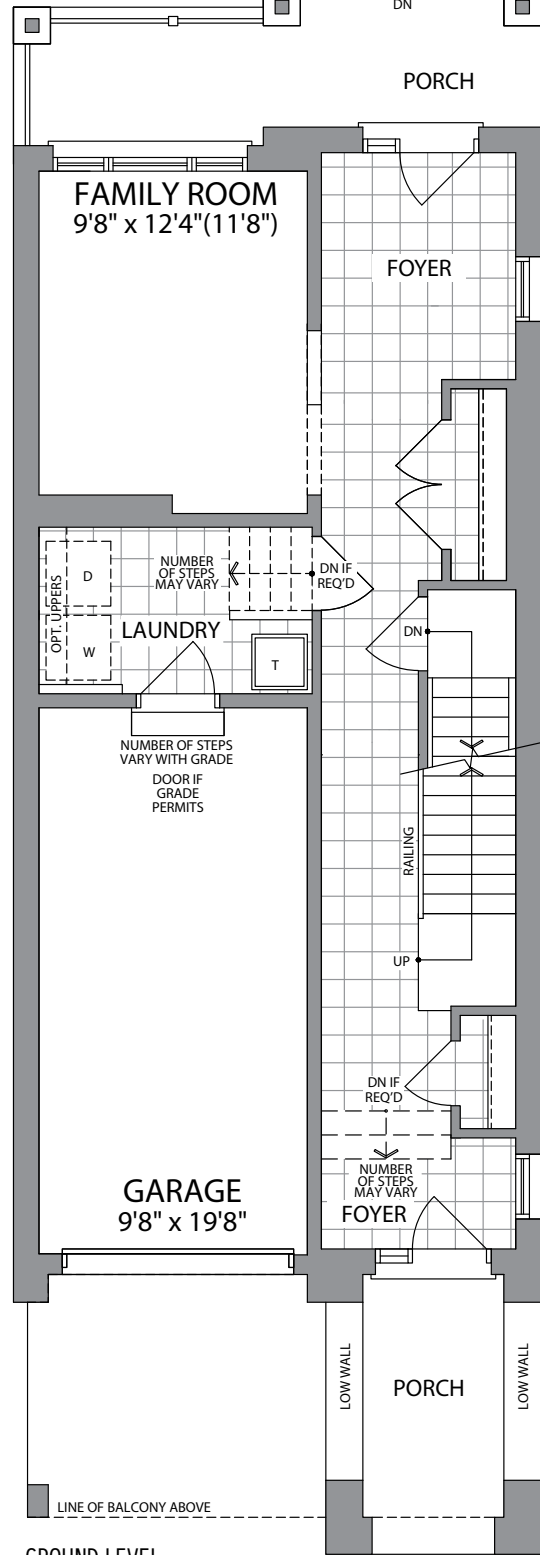 DN
PORCH
FAMILY ROOM
9'8" x 12'4"(11'8")
FOYER
OPT. UPPERS
D
W
NUMBER
OF STEPS
MAY VARY
DN IF
REQ'D
LAUNDRY
T
DN
NUMBER OF STEPS
VARY WITH GRADE
DOOR IF
GRADE
PERMITS
RAILING
UP
DN IF
REQ'D
NUMBER
OF STEPS
MAY VARY
GARAGE
9'8" x 19'8"
FOYER
LOW WALL
PORCH
LOW WALL
LINE OF BALCONY ABOVE
GROUND LEVEL